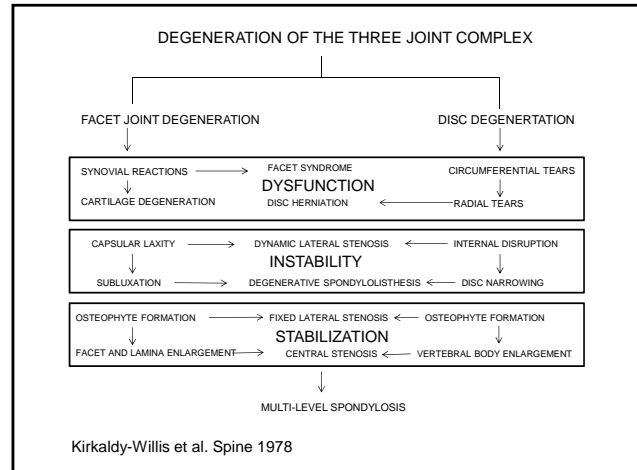 DEGENERATION OF THE THREE JOINT COMPLEX
FACET JOINT DEGENERATION DISC DEGENERTATION
SYNOVIAL REACTIONS FACET SYNDROME CIRCUMFERENTIAL TEARS
DYSFUNCTION
CARTILAGE DEGENERATION DISC HERNIATION RADIAL TEARS
CAPSULAR LAXITY DYNAMIC LATERAL STENOSIS INTERNAL DISRUPTION
INSTABILITY
SUBLUXATION DEGENERATIVE SPONDYLOLISTHESIS DISC NARROWING
OSTEOPHYTE FORMATION FIXED LATERAL STENOSIS OSTEOPHYTE FORMATION
STABILIZATION
FACET AND LAMINA ENLARGEMENT CENTRAL STENOSIS VERTEBRAL BODY ENLARGEMENT
MULTI-LEVEL SPONDYLOSIS
Kirkaldy-Willis et al. Spine 1978